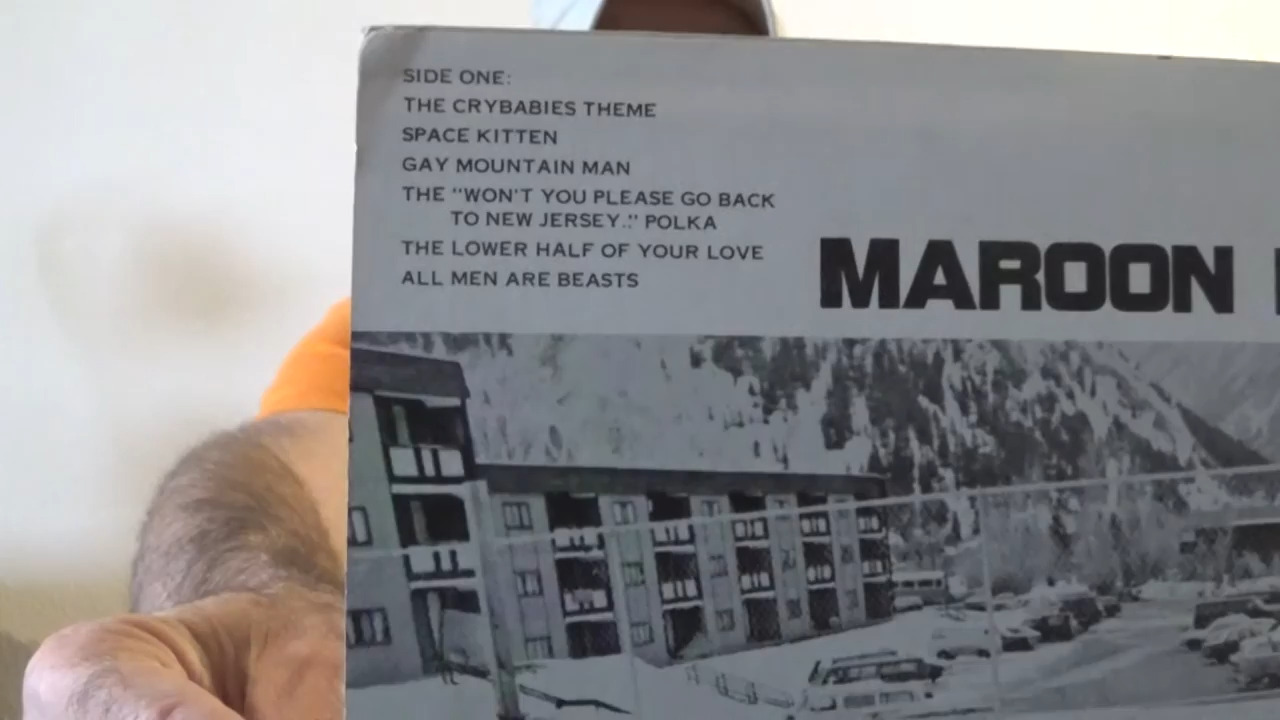 SIDE ONE:
THE CRYBABIES THEME
SPACE KITTEN
GAY MOUNTAIN MAN
THE "WON'T YOU PLEASE GO BACK
TO NEW JERSEY.." POLKA
THE LOWER HALF OF YOUR LOVE
ALL MEN ARE BEASTS
MAROON